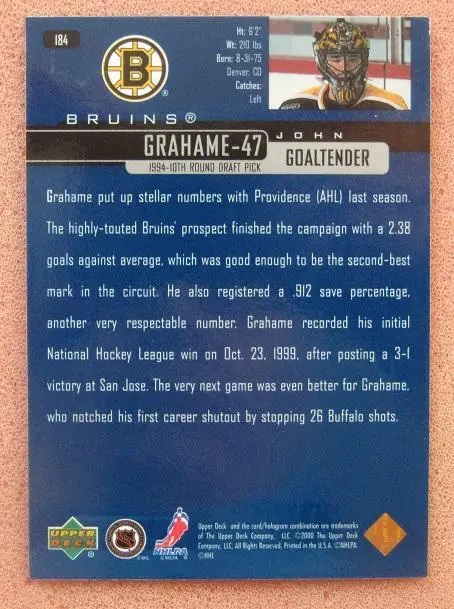 184
B
®
Ht: 6'2"
Wt: 210 lbs
Born: 8-31-75
Denver, CO
Catches:
Left
BRUINS®
JOHN
GRAHAME-47
1994-10TH ROUND DRAFT PICK
GOALTENDER
Grahame put up stellar numbers with Providence (AHL) last season.
The highly-touted Bruins' prospect finished the campaign with a 2.38
goals against average, which was good enough to be the second-best
mark in the circuit. He also registered a .912 save percentage,
another very respectable number. Grahame recorded his initial
National Hockey League win on Oct. 23, 1999, after posting a 3-1
victory at San Jose. The very next game was even better for Grahame,
who notched his first career shutout by stopping 26 Buffalo shots.
UPPER
DECK
®
©NHL
NHLPA
©NHLPA ®
Upper Deck and the card/hologram combination are trademarks
of The Upper Deck Company, LLC. ©2000 The Upper Deck
Company, LLC. All Rights Reserved. Printed in the U.S.A. ©NHLPA
©NHL